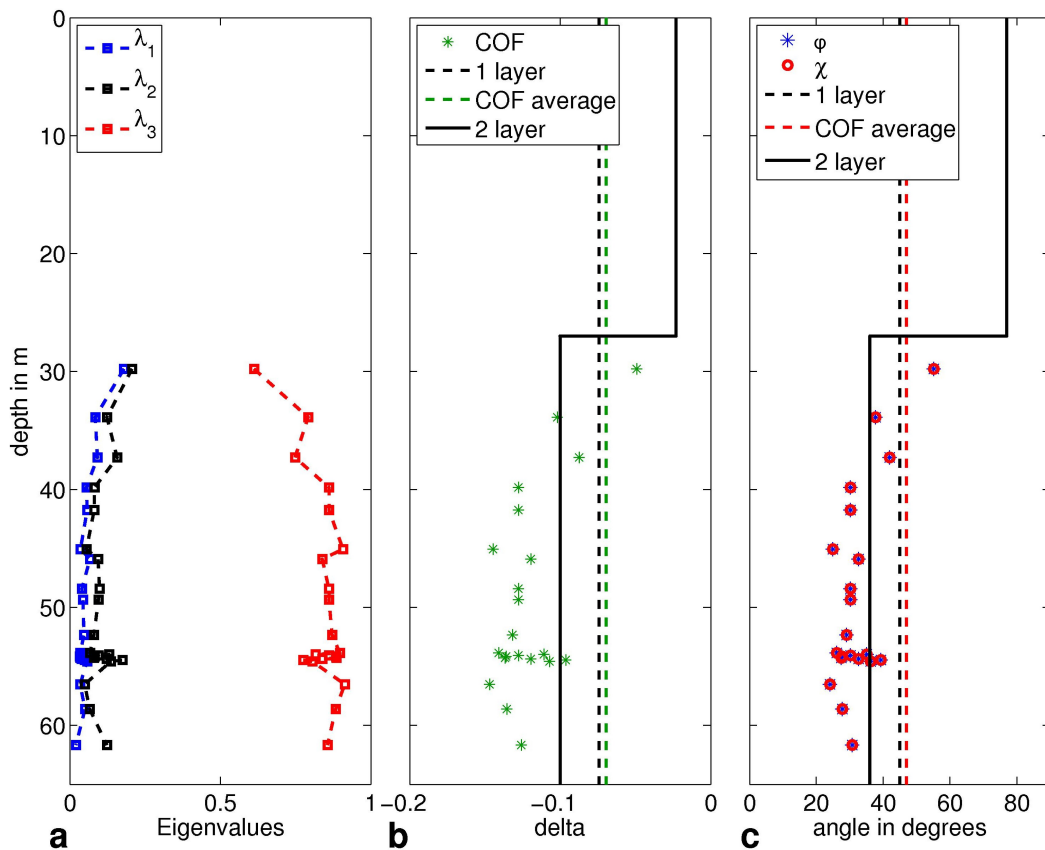 λ1
λ2
λ3
COF
1 layer
COF average
2 layer
φ
χ
1 layer
COF average
2 layer
0
10
20
30
40
50
60
depth in m
0
0.5
1
−0.2
−0.1
0
20
40
60
80
a
Eigenvalues
b
delta
c
angle in degrees